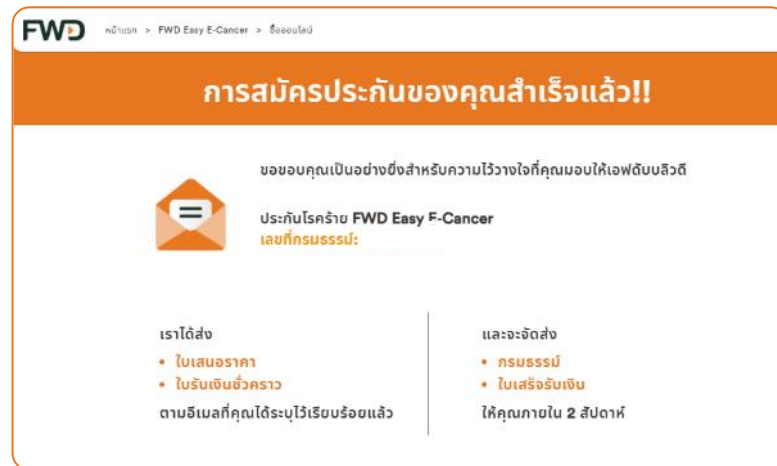 FWD
หน้าแรก > FWD Easy E-Cancer > ซื้อออนไลน์
การสมัครประกันของคุณสำเร็จแล้ว!!
ขอขอบคุณเป็นอย่างยิ่งสำหรับความไว้วางใจที่คุณมอบให้เอฟดับบลิวดี
ประกันโรคร้าย FWD Easy E-Cancer
เลขที่กรมธรรม์:
เราได้ส่ง
• ใบเสนอราคา
• ใบรับเงินชั่วคราว
ตามอีเมลที่คุณได้ระบุไว้เรียบร้อยแล้ว
และจะจัดส่ง
• กรมธรรม์
• ใบเสร็จรับเงิน
ให้คุณภายใน 2 สัปดาห์